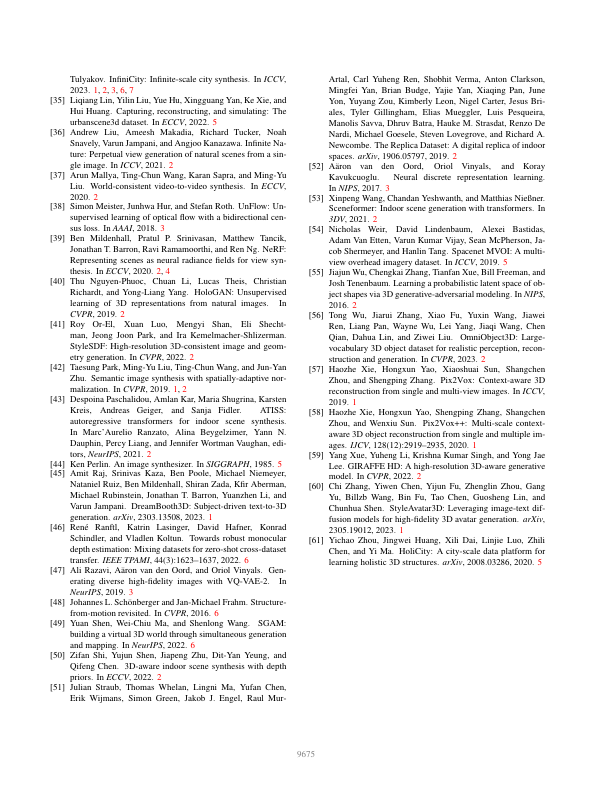 Tulyakov. InfiniCity: Infinite-scale city synthesis. In ICCV,
2023. 1, 2, 3, 6, 7
[35] Liqiang Lin, Yilin Liu, Yue Hu, Xingguang Yan, Ke Xie, and
Hui Huang. Capturing, reconstructing, and simulating: The
urbanscene3d dataset. In ECCV, 2022. 5
[36] Andrew Liu, Ameesh Makadia, Richard Tucker, Noah
Snavely, Varun Jampani, and Angjoo Kanazawa. Infinite Na-
ture: Perpetual view generation of natural scenes from a sin-
gle image. In ICCV, 2021. 2
[37] Arun Mallya, Ting-Chun Wang, Karan Sapra, and Ming-Yu
Liu. World-consistent video-to-video synthesis. In ECCV,
2020. 2
[38] Simon Meister, Junhwa Hur, and Stefan Roth. UnFlow: Un-
supervised learning of optical flow with a bidirectional cen-
sus loss. In AAAI, 2018. 3
[39] Ben Mildenhall, Pratul P. Srinivasan, Matthew Tancik,
Jonathan T. Barron, Ravi Ramamoorthi, and Ren Ng. NeRF:
Representing scenes as neural radiance fields for view syn-
thesis. In ECCV, 2020. 2, 4
[40] Thu Nguyen-Phuoc, Chuan Li, Lucas Theis, Christian
Richardt, and Yong-Liang Yang. HoloGAN: Unsupervised
learning of 3D representations from natural images. In
CVPR, 2019. 2
[41] Roy Or-El, Xuan Luo, Mengyi Shan, Eli Shecht-
man, Jeong Joon Park, and Ira Kemelmacher-Shlizerman.
StyleSDF: High-resolution 3D-consistent image and geom-
etry generation. In CVPR, 2022. 2
[42] Taesung Park, Ming-Yu Liu, Ting-Chun Wang, and Jun-Yan
Zhu. Semantic image synthesis with spatially-adaptive nor-
malization. In CVPR, 2019. 1, 2
[43] Despoina Paschalidou, Amlan Kar, Maria Shugrina, Karsten
Kreis, Andreas Geiger, and Sanja Fidler. ATISS:
autoregressive transformers for indoor scene synthesis.
In Marc'Aurelio Ranzato, Alina Beygelzimer, Yann N.
Dauphin, Percy Liang, and Jennifer Wortman Vaughan, edi-
tors, NeurIPS, 2021. 2
[44] Ken Perlin. An image synthesizer. In SIGGRAPH, 1985. 5
[45] Amit Raj, Srinivas Kaza, Ben Poole, Michael Niemeyer,
Nataniel Ruiz, Ben Mildenhall, Shiran Zada, Kfir Aberman,
Michael Rubinstein, Jonathan T. Barron, Yuanzhen Li, and
Varun Jampani. DreamBooth3D: Subject-driven text-to-3D
generation. arXiv, 2303.13508, 2023. 1
[46] René Ranftl, Katrin Lasinger, David Hafner, Konrad
Schindler, and Vladlen Koltun. Towards robust monocular
depth estimation: Mixing datasets for zero-shot cross-dataset
transfer. IEEE TPAMI, 44(3):1623–1637, 2022. 6
[47] Ali Razavi, Aäron van den Oord, and Oriol Vinyals. Gen-
erating diverse high-fidelity images with VQ-VAE-2. In
NeurIPS, 2019. 3
[48] Johannes L. Schönberger and Jan-Michael Frahm. Structure-
from-motion revisited. In CVPR, 2016. 6
[49] Yuan Shen, Wei-Chiu Ma, and Shenlong Wang. SGAM:
building a virtual 3D world through simultaneous generation
and mapping. In NeurIPS, 2022. 6
[50] Zifan Shi, Yujun Shen, Jiapeng Zhu, Dit-Yan Yeung, and
Qifeng Chen. 3D-aware indoor scene synthesis with depth
priors. In ECCV, 2022. 2
[51] Julian Straub, Thomas Whelan, Lingni Ma, Yufan Chen,
Erik Wijmans, Simon Green, Jakob J. Engel, Raul Mur-
Artal, Carl Yuheng Ren, Shobhit Verma, Anton Clarkson,
Mingfei Yan, Brian Budge, Yajie Yan, Xiaqing Pan, June
Yon, Yuyang Zou, Kimberly Leon, Nigel Carter, Jesus Bri-
ales, Tyler Gillingham, Elias Mueggler, Luis Pesqueira,
Manolis Savva, Dhruv Batra, Hauke M. Strasdat, Renzo De
Nardi, Michael Goesele, Steven Lovegrove, and Richard A.
Newcombe. The Replica Dataset: A digital replica of indoor
spaces. arXiv, 1906.05797, 2019. 2
[52] Aäron van den Oord, Oriol Vinyals, and Koray
Kavukcuoglu. Neural discrete representation learning.
In NIPS, 2017. 3
[53] Xinpeng Wang, Chandan Yeshwanth, and Matthias Nießner.
Sceneformer: Indoor scene generation with transformers. In
3DV, 2021. 2
[54] Nicholas Weir, David Lindenbaum, Alexei Bastidas,
Adam Van Etten, Varun Kumar Vijay, Sean McPherson, Ja-
cob Shermeyer, and Hanlin Tang. Spacenet MVOI: A multi-
view overhead imagery dataset. In ICCV, 2019. 5
[55] Jiajun Wu, Chengkai Zhang, Tianfan Xue, Bill Freeman, and
Josh Tenenbaum. Learning a probabilistic latent space of ob-
ject shapes via 3D generative-adversarial modeling. In NIPS,
2016. 2
[56] Tong Wu, Jiarui Zhang, Xiao Fu, Yuxin Wang, Jiawei
Ren, Liang Pan, Wayne Wu, Lei Yang, Jiaqi Wang, Chen
Qian, Dahua Lin, and Ziwei Liu. OmniObject3D: Large-
vocabulary 3D object dataset for realistic perception, recon-
struction and generation. In CVPR, 2023. 2
[57] Haozhe Xie, Hongxun Yao, Xiaoshuai Sun, Shangchen
Zhou, and Shengping Zhang. Pix2Vox: Context-aware 3D
reconstruction from single and multi-view images. In ICCV,
2019. 1
[58] Haozhe Xie, Hongxun Yao, Shengping Zhang, Shangchen
Zhou, and Wenxiu Sun. Pix2Vox++: Multi-scale context-
aware 3D object reconstruction from single and multiple im-
ages. IJCV, 128(12):2919–2935, 2020. 1
[59] Yang Xue, Yuheng Li, Krishna Kumar Singh, and Yong Jae
Lee. GIRAFFE HD: A high-resolution 3D-aware generative
model. In CVPR, 2022. 2
[60] Chi Zhang, Yiwen Chen, Yijun Fu, Zhenglin Zhou, Gang
Yu, Billzb Wang, Bin Fu, Tao Chen, Guosheng Lin, and
Chunhua Shen. StyleAvatar3D: Leveraging image-text dif-
fusion models for high-fidelity 3D avatar generation. arXiv,
2305.19012, 2023. 1
[61] Yichao Zhou, Jingwei Huang, Xili Dai, Linjie Luo, Zhili
Chen, and Yi Ma. HoliCity: A city-scale data platform for
learning holistic 3D structures. arXiv, 2008.03286, 2020. 5
9675